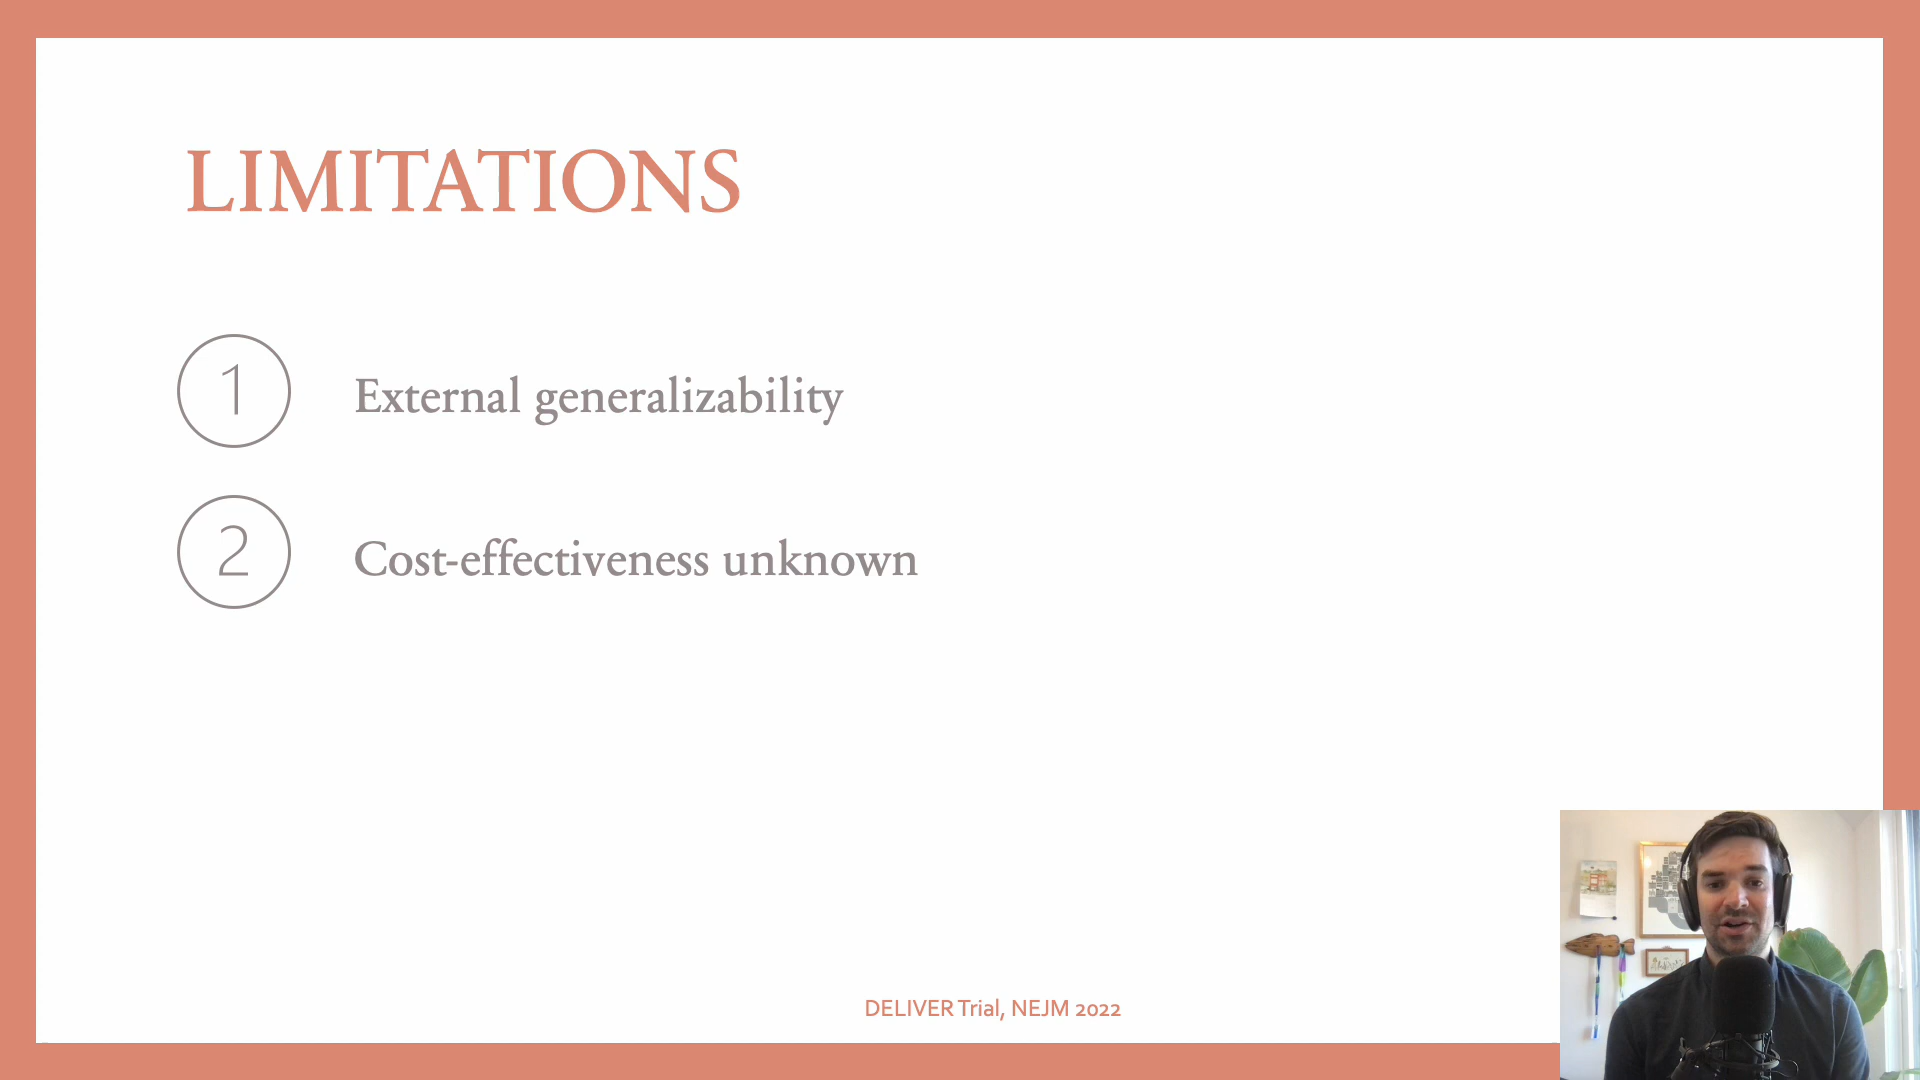 LIMITATIONS
1
External generalizability
2
Cost-effectiveness unknown
DELIVER Trial, NEJM 2022